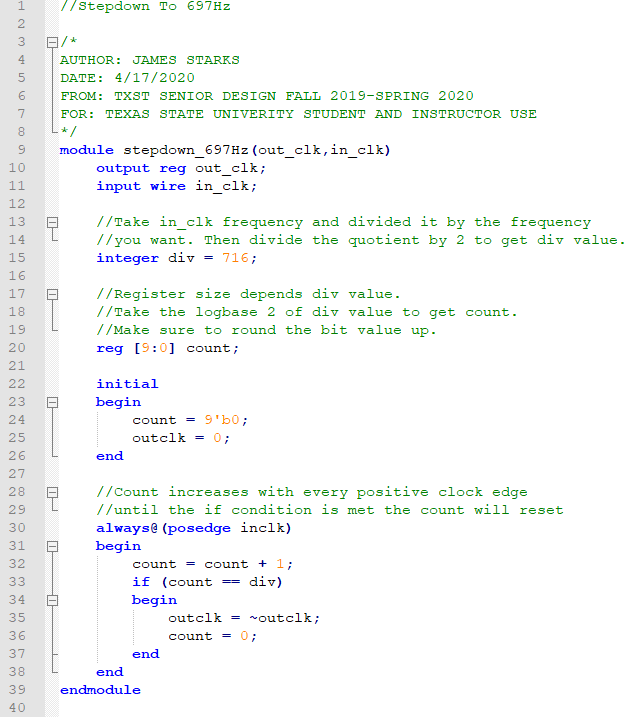 1 //Stepdown To 697Hz
2
3 /*
4 AUTHOR: JAMES STARKS
5 DATE: 4/17/2020
6 FROM: TXST SENIOR DESIGN FALL 2019-SPRING 2020
7 FOR: TEXAS STATE UNIVERITY STUDENT AND INSTRUCTOR USE
8 */
9 module stepdown_697Hz(out_clk,in_clk)
10 output reg out_clk;
11 input wire in_clk;
12
13 //Take in_clk frequency and divided it by the frequency
14 //you want. Then divide the quotient by 2 to get div value.
15 integer div = 716;
16
17 //Register size depends div value.
18 //Take the logbase 2 of div value to get count.
19 //Make sure to round the bit value up.
20 reg [9:0] count;
21
22 initial
23 begin
24 count = 9'b0;
25 outclk = 0;
26 end
27
28 //Count increases with every positive clock edge
29 //until the if condition is met the count will reset
30 always@(posedge inclk)
31 begin
32 count = count + 1;
33 if (count == div)
34 begin
35 outclk = ~outclk;
36 count = 0;
37 end
38 end
39 endmodule
40